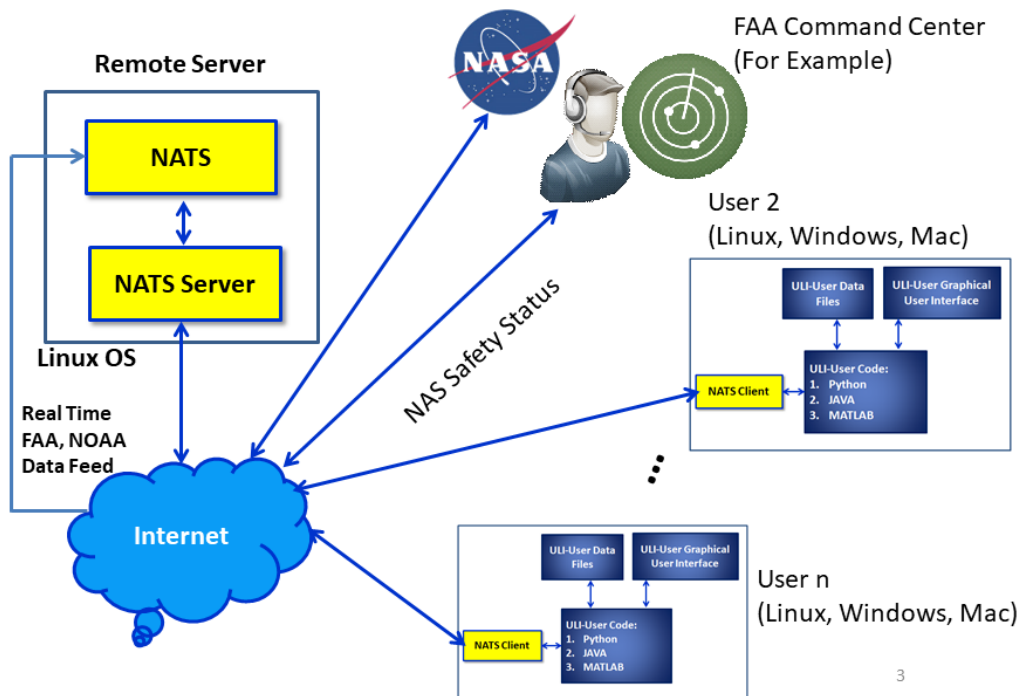 Remote Server
NATS
NATS Server
Linux OS
Real Time
FAA, NOAA
Data Feed
Internet
NASA
FAA Command Center
(For Example)
NAS Safety Status
User 2
(Linux, Windows, Mac)
ULI-User Data
Files
ULI-User Graphical
User Interface
NATS Client
ULI-User Code:
1. Python
2. JAVA
3. MATLAB
User n
(Linux, Windows, Mac)
ULI-User Data
Files
ULI-User Graphical
User Interface
NATS Client
ULI-User Code:
1. Python
2. JAVA
3. MATLAB
3